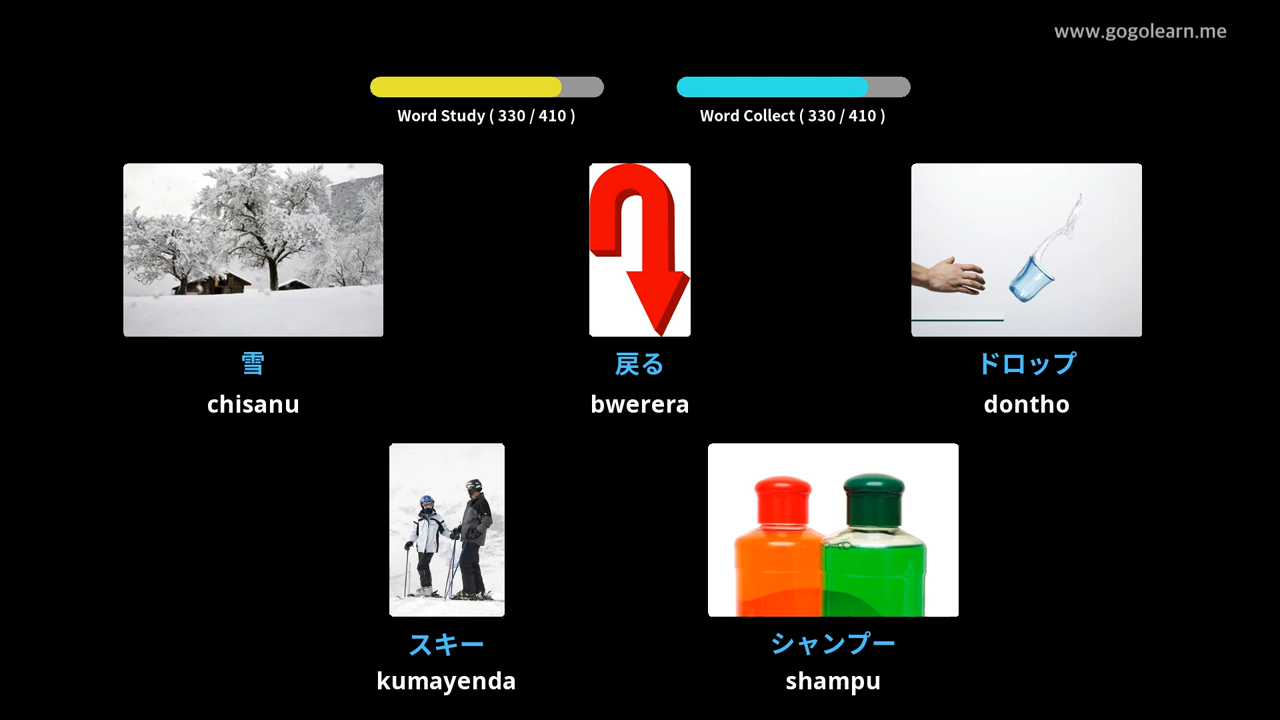 www.gogolearn.me
Word Study ( 330 / 410 )
Word Collect ( 330 / 410 )
雪
戻る
ドロップ
chisanu
bwerera
dontho
スキー
シャンプー
kumayenda
shampu